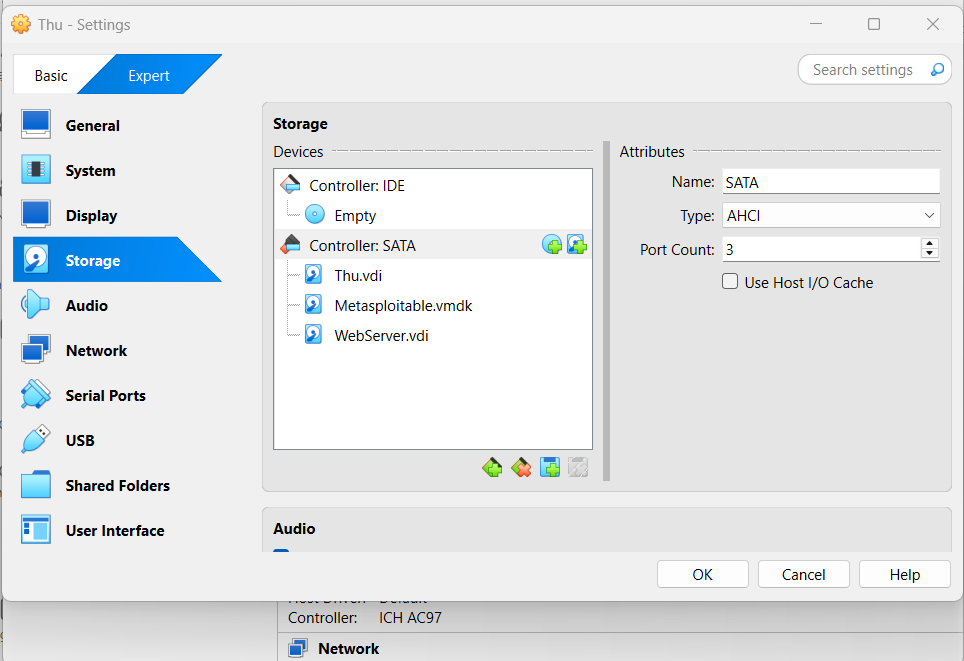 Thu - Settings
Basic
Expert
Search settings
General
System
Display
Storage
Audio
Network
Serial Ports
USB
Shared Folders
User Interface
Storage
Devices
Controller: IDE
Empty
Controller: SATA
Thu.vdi
Metasploitable.vmdk
WebServer.vdi
Attributes
Name: SATA
Type: AHCI
Port Count: 3
Use Host I/O Cache
Audio
OK
Cancel
Help
Host Driver: Default
Controller: ICH AC97
Network